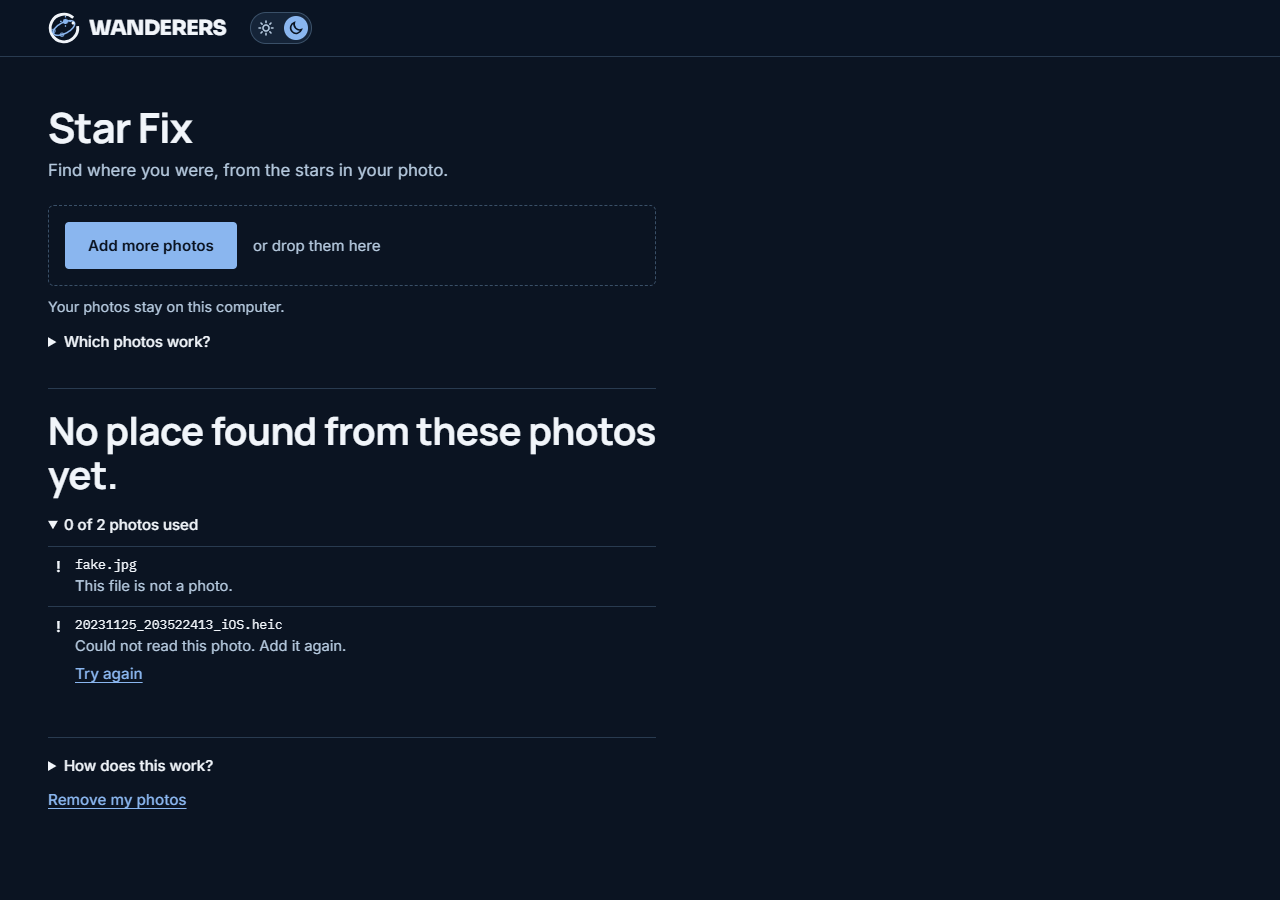 WANDERERS
Star Fix
Find where you were, from the stars in your photo.
Add more photos
or drop them here
Your photos stay on this computer.
Which photos work?
No place found from these photos
yet.
0 of 2 photos used
! fake.jpg
This file is not a photo.
! 20231125_203522413_iOS.heic
Could not read this photo. Add it again.
Try again
How does this work?
Remove my photos